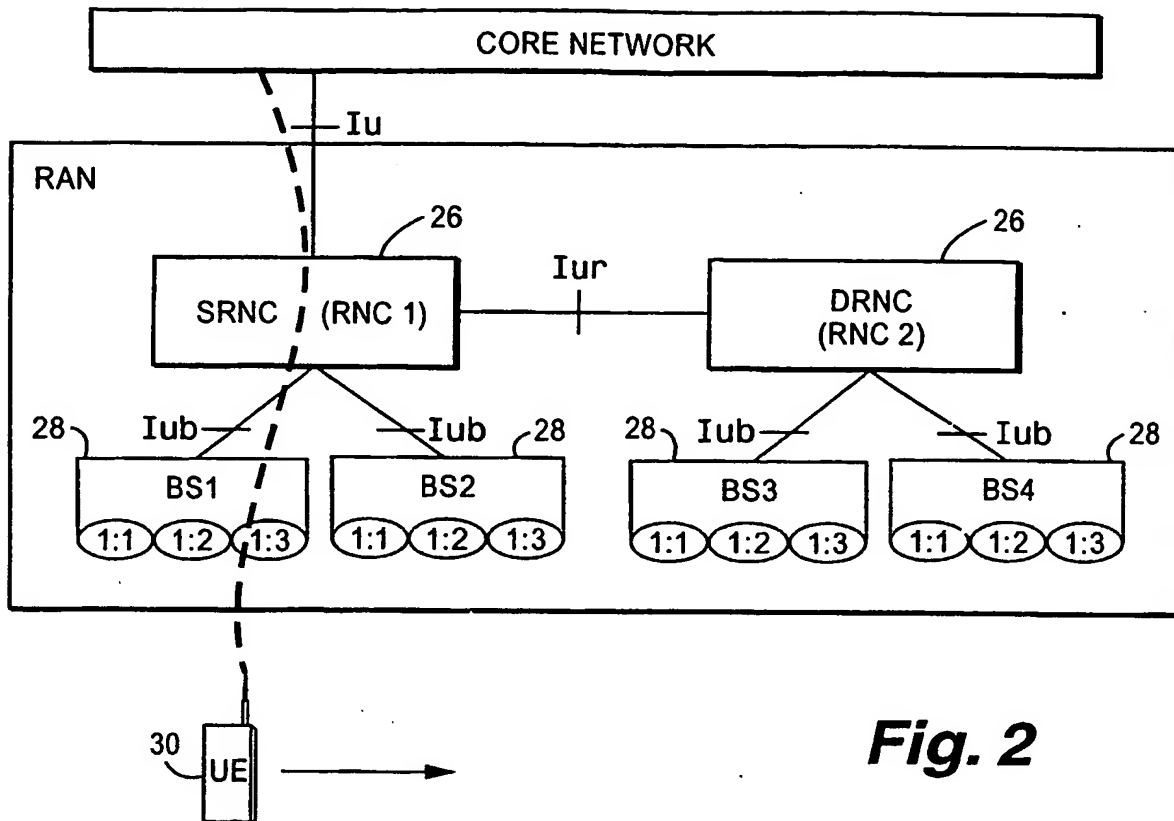 CORE NETWORK
Iu
RAN
26
26
SRNC (RNC 1)
Iur
DRNC
(RNC 2)
28
Iub
Iub
28
28
Iub
Iub
28
BS1
BS2
BS3
BS4
1:1 1:2 1:3
1:1 1:2 1:3
1:1 1:2 1:3
1:1 1:2 1:3
30
UE
Fig. 2